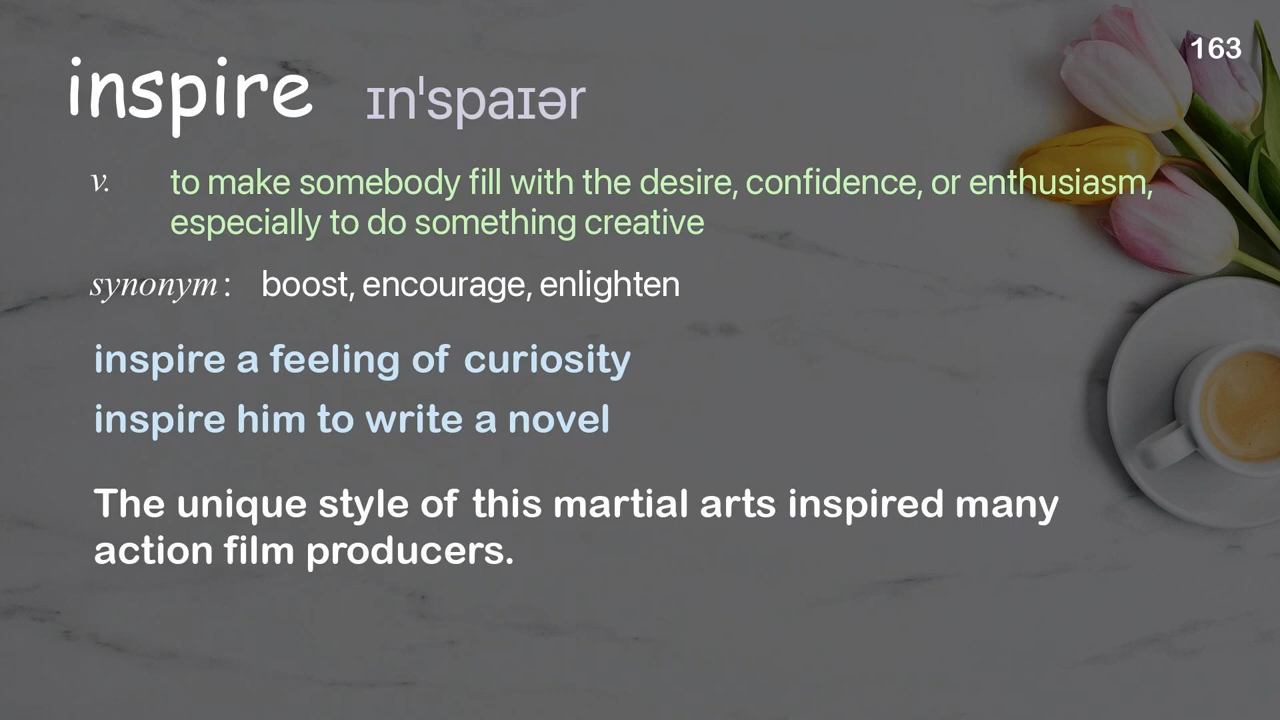 163
inspire ɪn'spaɪər
v. to make somebody fill with the desire, confidence, or enthusiasm,
especially to do something creative
synonym: boost, encourage, enlighten
inspire a feeling of curiosity
inspire him to write a novel
The unique style of this martial arts inspired many
action film producers.